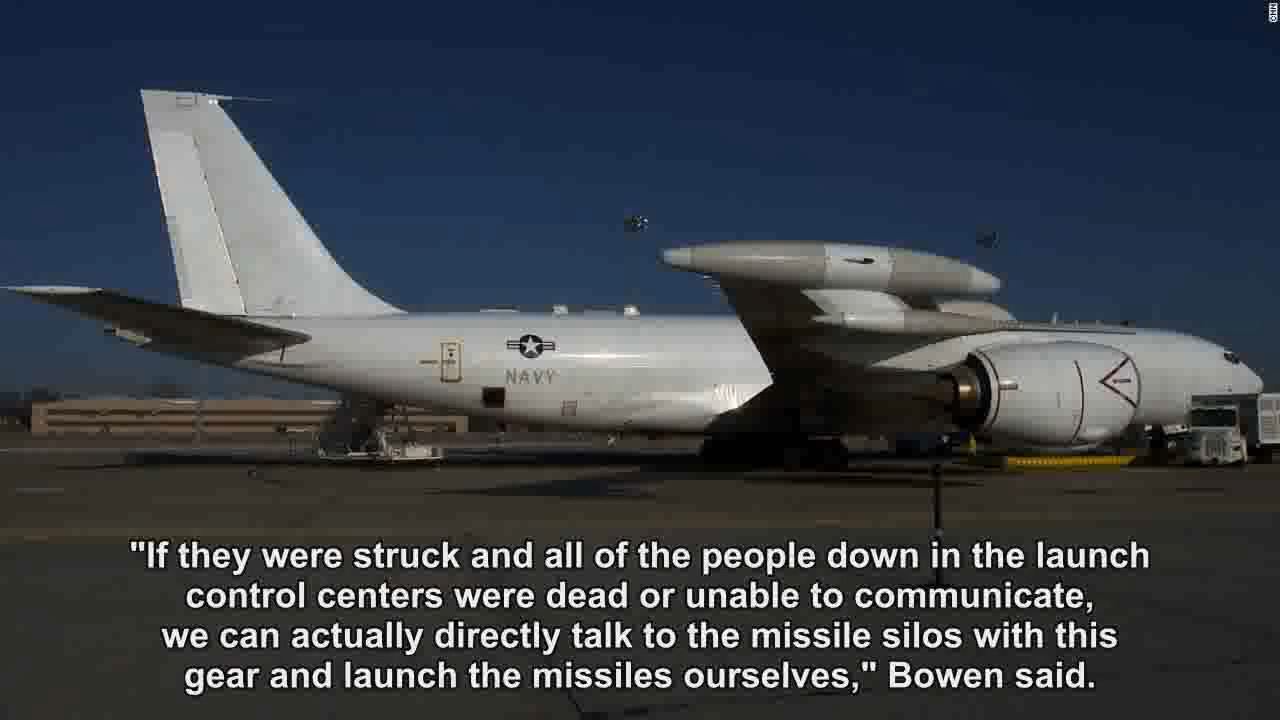 CNN
NAVY
"If they were struck and all of the people down in the launch
control centers were dead or unable to communicate,
we can actually directly talk to the missile silos with this
gear and launch the missiles ourselves," Bowen said.